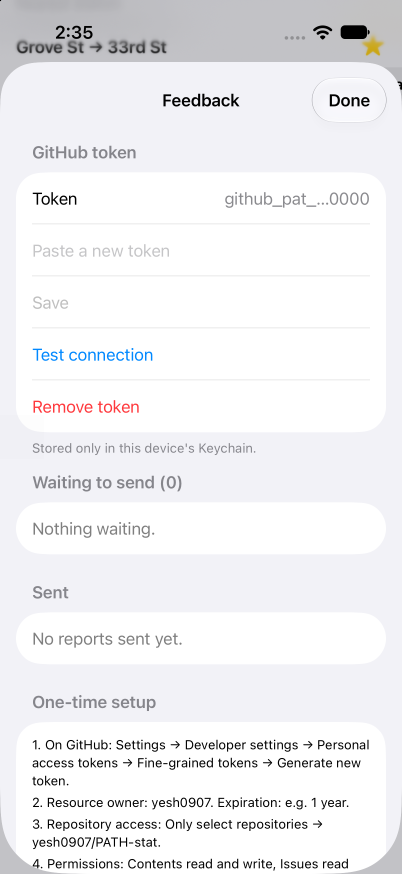 2:35
Grove St → 33rd St
Feedback
Done
GitHub token
Token
github_pat_...0000
Paste a new token
Save
Test connection
Remove token
Stored only in this device's Keychain.
Waiting to send (0)
Nothing waiting.
Sent
No reports sent yet.
One-time setup
1. On GitHub: Settings → Developer settings → Personal
access tokens → Fine-grained tokens → Generate new
token.
2. Resource owner: yesh0907. Expiration: e.g. 1 year.
3. Repository access: Only select repositories →
yesh0907/PATH-stat.
4. Permissions: Contents read and write, Issues read